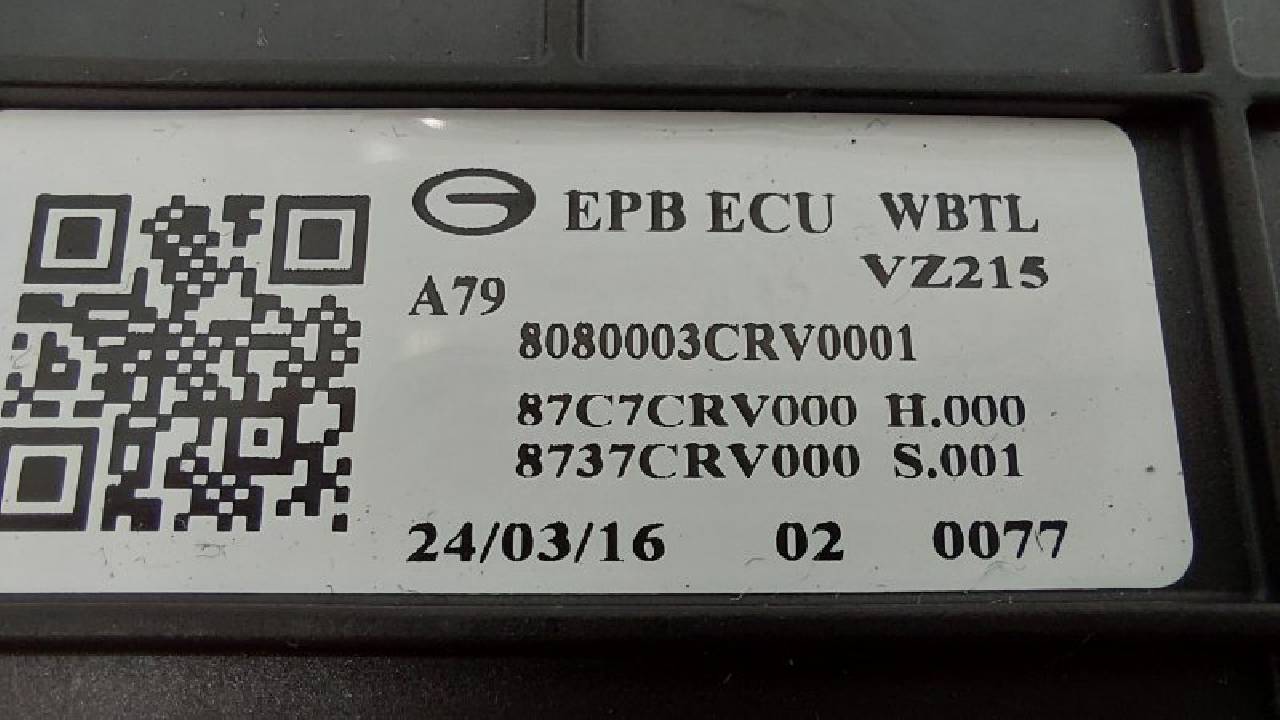 EPB ECU WBTL
VZ215
A79
8080003CRV0001
87C7CRV000 H.000
8737CRV000 S.001
24/03/16 02 0077